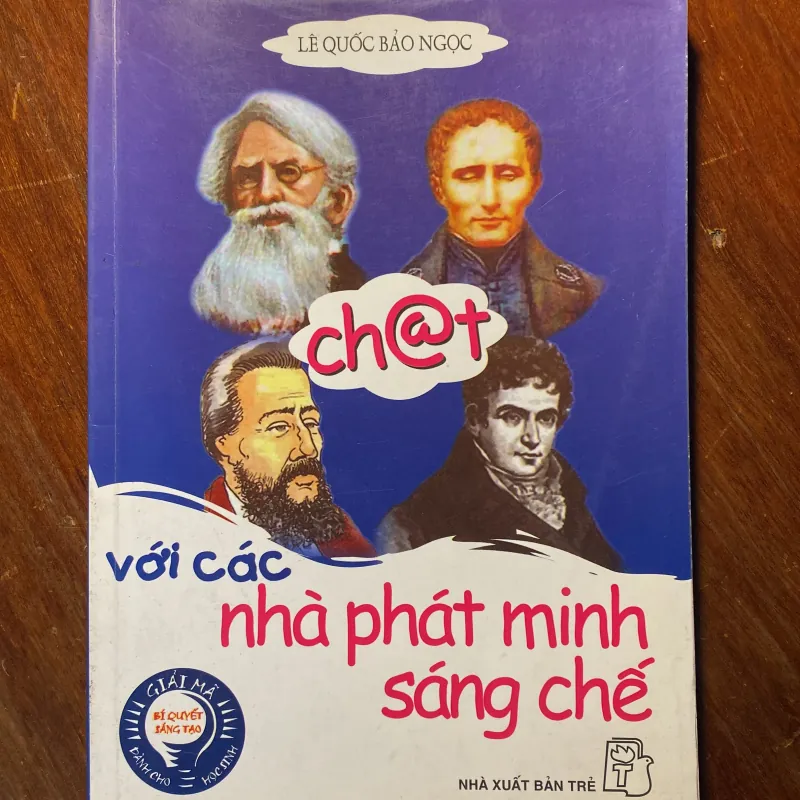 LÊ QUỐC BẢO NGỌC
ch@t
với các
nhà phát minh
sáng chế
GIẢI MÃ
BÍ QUYẾT
SÁNG TẠO
DÀNH CHO HỌC SINH
NHÀ XUẤT BẢN TRẺ
T